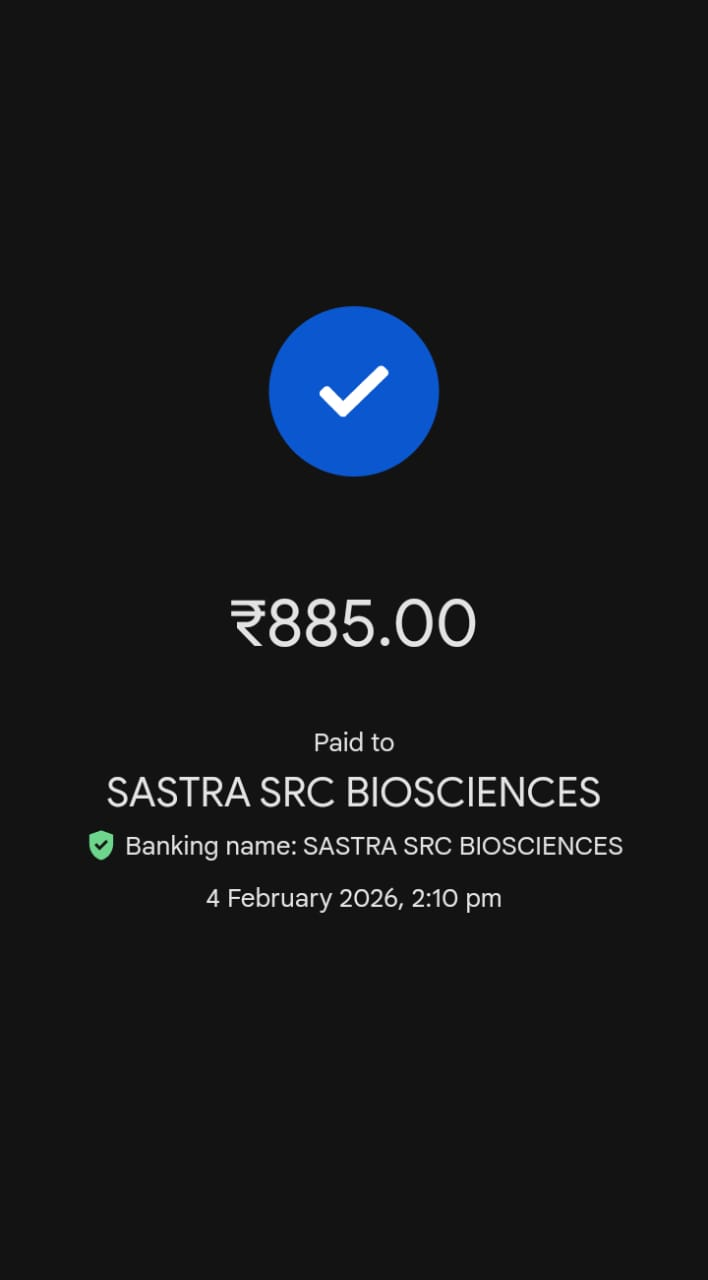 ₹885.00
Paid to
SASTRA SRC BIOSCIENCES
Banking name: SASTRA SRC BIOSCIENCES
4 February 2026, 2:10 pm